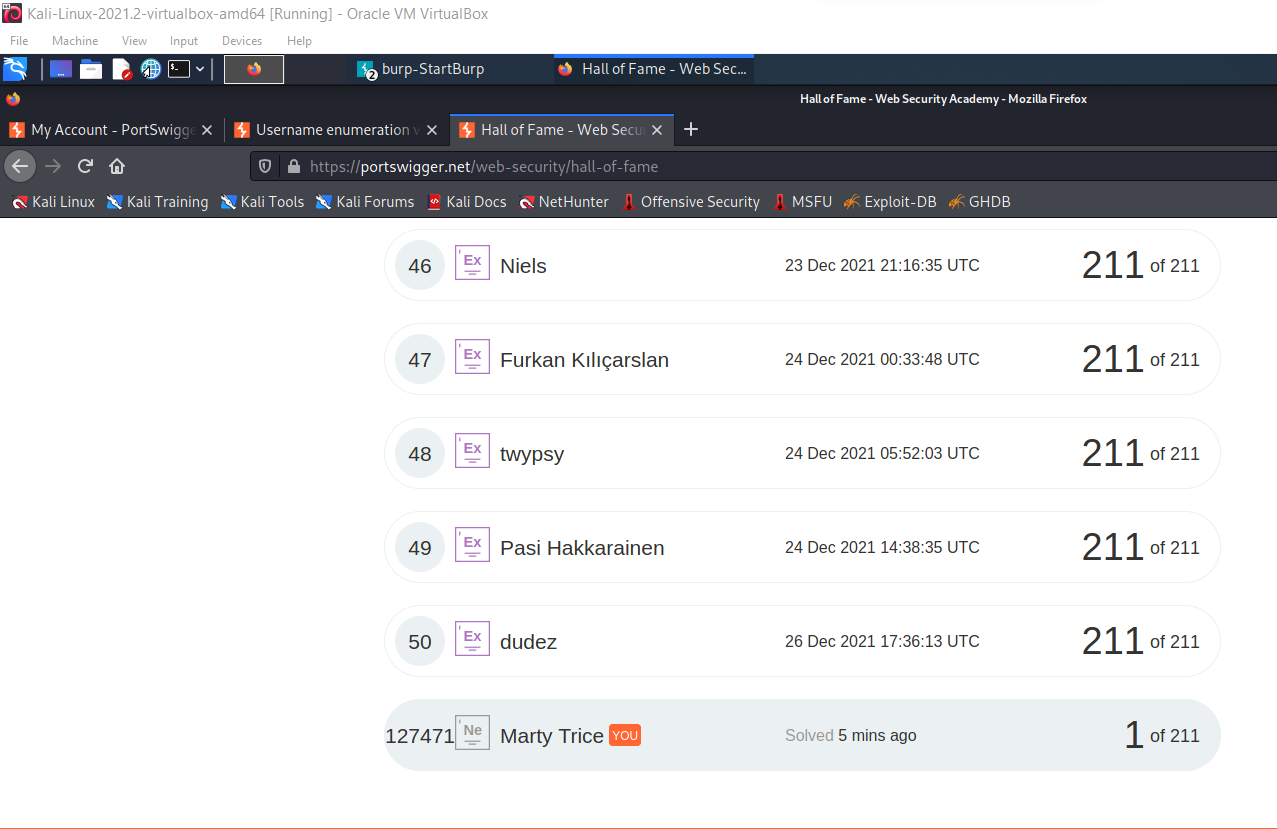 Kali-Linux-2021.2-virtualbox-amd64 [Running] - Oracle VM VirtualBox
File Machine View Input Devices Help
2 burp-StartBurp Hall of Fame - Web Sec...
Hall of Fame - Web Security Academy - Mozilla Firefox
My Account - PortSwigge Username enumeration v Hall of Fame - Web Secur
https://portswigger.net/web-security/hall-of-fame
Kali Linux Kali Training Kali Tools Kali Forums Kali Docs NetHunter Offensive Security MSFU Exploit-DB GHDB
46 Ex Niels 23 Dec 2021 21:16:35 UTC 211 of 211
47 Ex Furkan Kılıçarslan 24 Dec 2021 00:33:48 UTC 211 of 211
48 Ex twypsy 24 Dec 2021 05:52:03 UTC 211 of 211
49 Ex Pasi Hakkarainen 24 Dec 2021 14:38:35 UTC 211 of 211
50 Ex dudez 26 Dec 2021 17:36:13 UTC 211 of 211
127471 Ne Marty Trice YOU Solved 5 mins ago 1 of 211